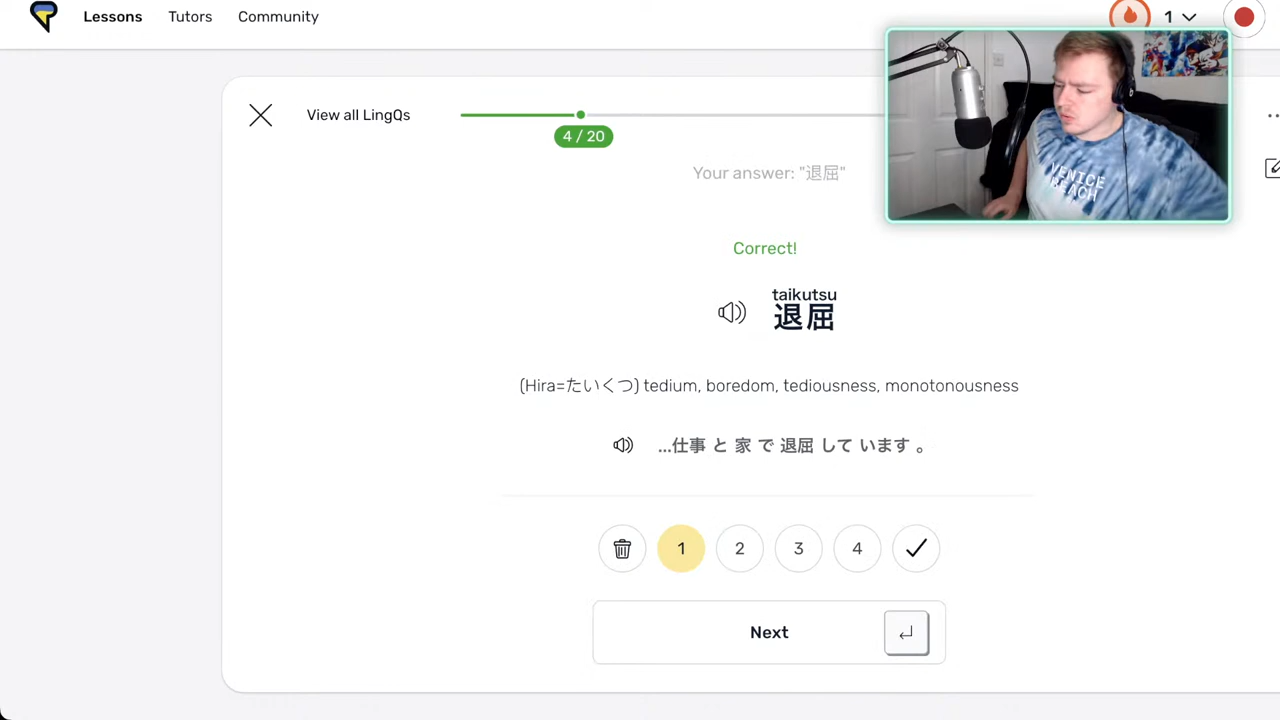 Lessons
Tutors
Community
1
View all LingQs
4 / 20
Your answer: "退屈"
VENICE
BEACH
Correct!
taikutsu
退屈
(Hira=たいくつ) tedium, boredom, tediousness, monotonousness
...仕事 と 家 で 退屈 して います 。
1
2
3
4
Next